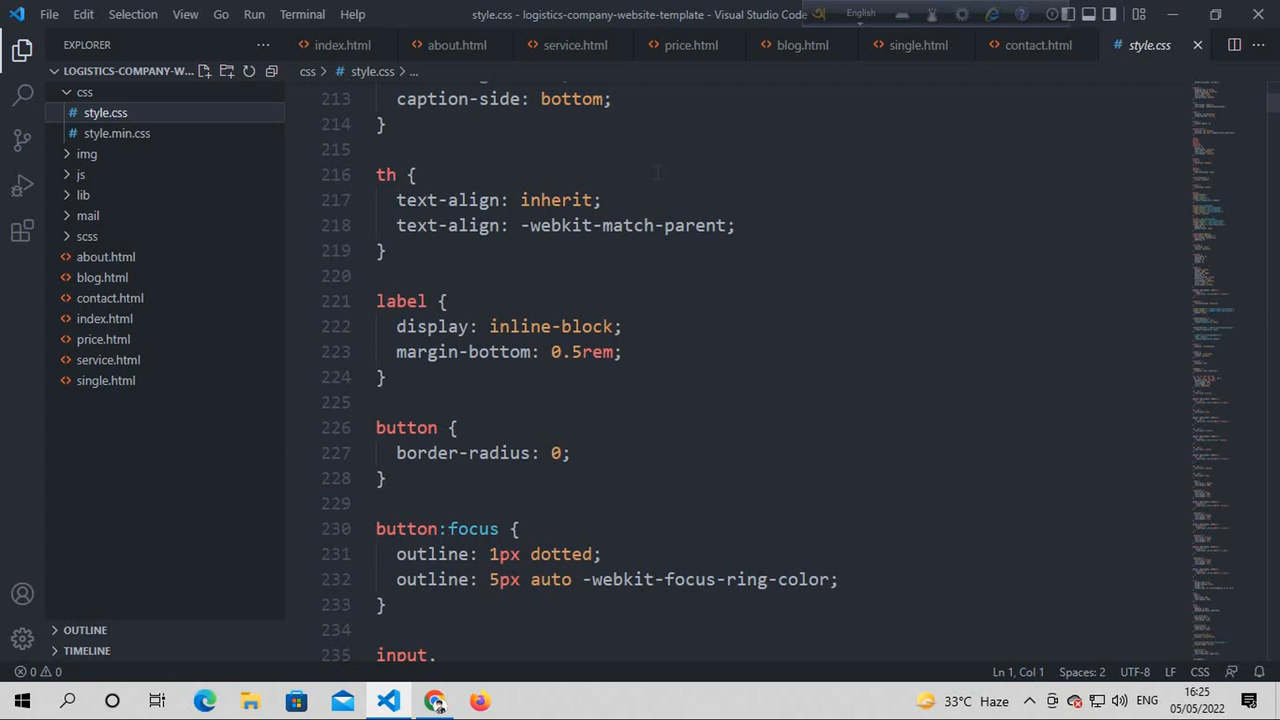 File Edit Selection View Go Run Terminal Help
style.css - logistics-company-website-template - Visual Studio Code
English
EXPLORER
index.html about.html service.html price.html blog.html single.html contact.html style.css
LOGISTICS-COMPANY-W...
css > # style.css > ...
css
# style.css
# style.min.css
img
js
lib
mail
scss
about.html
blog.html
contact.html
index.html
price.html
service.html
single.html
OUTLINE
TIMELINE
213 caption-side: bottom;
214 }
215
216 th {
217 text-align: inherit;
218 text-align: -webkit-match-parent;
219 }
220
221 label {
222 display: inline-block;
223 margin-bottom: 0.5rem;
224 }
225
226 button {
227 border-radius: 0;
228 }
229
230 button:focus {
231 outline: 1px dotted;
232 outline: 5px auto -webkit-focus-ring-color;
233 }
234
235 input,
0 1
Ln 1, Col 1 Spaces: 2 UTF-8 LF CSS
33°C Haze
ENG
16:25
05/05/2022